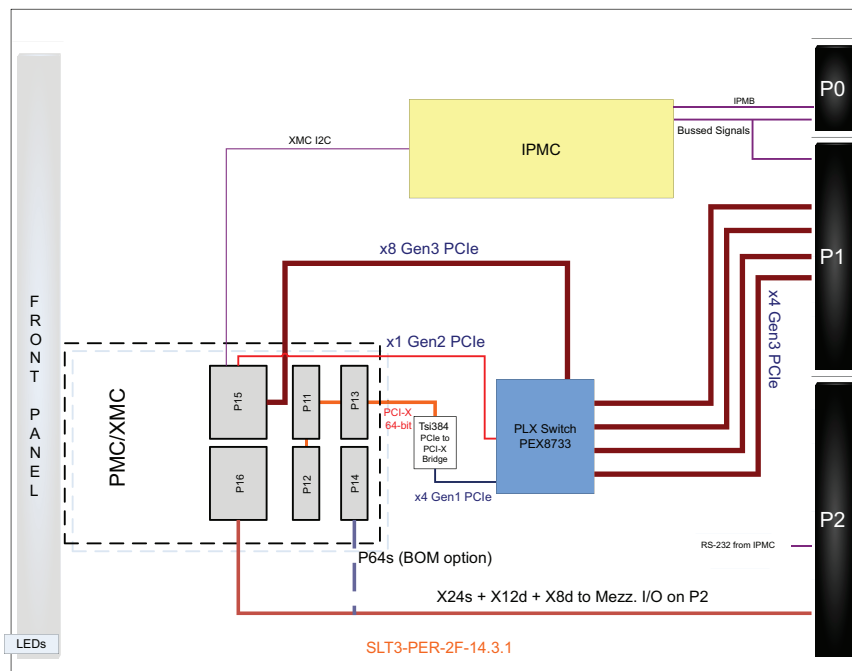 P0
IPMB
Bussed Signals
XMC I2C
IPMC
P1
x8 Gen3 PCIe
x4 Gen3 PCIe
FRONT PANEL
x1 Gen2 PCIe
PMC/XMC
P15
P11
P13
PCI-X
64-bit
Tsi384
PCIe to
PCI-X
Bridge
PLX Switch
PEX8733
P16
P12
P14
x4 Gen1 PCIe
P2
RS-232 from IPMC
P64s (BOM option)
X24s + X12d + X8d to Mezz. I/O on P2
LEDs
SLT3-PER-2F-14.3.1